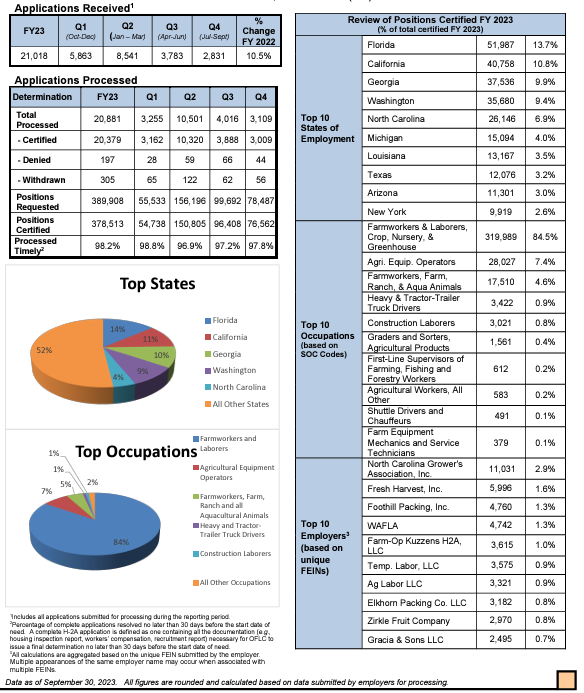 Applications Received1
FY23 Q1 (Oct-Dec) Q2 (Jan – Mar) Q3 (Apr-Jun) Q4 (Jul-Sept) % Change FY 2022
21,018 5,863 8,541 3,783 2,831 10.5%
Applications Processed
Determination FY23 Q1 Q2 Q3 Q4
Total Processed 20,881 3,255 10,501 4,016 3,109
- Certified 20,379 3,162 10,320 3,888 3,009
- Denied 197 28 59 66 44
- Withdrawn 305 65 122 62 56
Positions Requested 389,908 55,533 156,196 99,692 78,487
Positions Certified 378,513 54,738 150,805 96,408 76,562
Processed Timely2 98.2% 98.8% 96.9% 97.2% 97.8%
Top States
14%
11%
10%
9%
4%
52%
Florida
California
Georgia
Washington
North Carolina
All Other States
Top Occupations
1%
1%
5%
7%
2%
84%
Farmworkers and
Laborers
Agricultural Equipment
Operators
Farmworkers, Farm,
Ranch and all
Aquacultural Animals
Heavy and Tractor-
Trailer Truck Drivers
Construction Laborers
All Other Occupations
1Includes all applications submitted for processing during the reporting period.
2Percentage of complete applications resolved no later than 30 days before the start date of
need. A complete H-2A application is defined as one containing all the documentation (e.g.,
housing inspection report, workers' compensation, recruitment report) necessary for OFLC to
issue a final determination no later than 30 days before the start date of need.
3All calculations are aggregated based on the unique FEIN submitted by the employer.
Multiple appearances of the same employer name may occur when associated with
multiple FEINs.
Review of Positions Certified FY 2023
(% of total certified FY 2023)
Top 10
States of
Employment
Florida 51,987 13.7%
California 40,758 10.8%
Georgia 37,536 9.9%
Washington 35,680 9.4%
North Carolina 26,146 6.9%
Michigan 15,094 4.0%
Louisiana 13,167 3.5%
Texas 12,076 3.2%
Arizona 11,301 3.0%
New York 9,919 2.6%
Top 10
Occupations
(based on
SOC Codes)
Farmworkers & Laborers,
Crop, Nursery, &
Greenhouse 319,989 84.5%
Agri. Equip. Operators 28,027 7.4%
Farmworkers, Farm,
Ranch, & Aqua Animals 17,510 4.6%
Heavy & Tractor-Trailer
Truck Drivers 3,422 0.9%
Construction Laborers 3,021 0.8%
Graders and Sorters,
Agricultural Products 1,561 0.4%
First-Line Supervisors of
Farming, Fishing and
Forestry Workers 612 0.2%
Agricultural Workers, All
Other 583 0.2%
Shuttle Drivers and
Chauffeurs 491 0.1%
Farm Equipment
Mechanics and Service
Technicians 379 0.1%
Top 10
Employers3
(based on
unique
FEINs)
North Carolina Grower's
Association, Inc. 11,031 2.9%
Fresh Harvest, Inc. 5,996 1.6%
Foothill Packing, Inc. 4,760 1.3%
WAFLA 4,742 1.3%
Farm-Op Kuzzens H2A,
LLC 3,615 1.0%
Temp. Labor, LLC 3,575 0.9%
Ag Labor LLC 3,321 0.9%
Elkhorn Packing Co. LLC 3,182 0.8%
Zirkle Fruit Company 2,970 0.8%
Gracia & Sons LLC 2,495 0.7%
Data as of September 30, 2023. All figures are rounded and calculated based on data submitted by employers for processing.